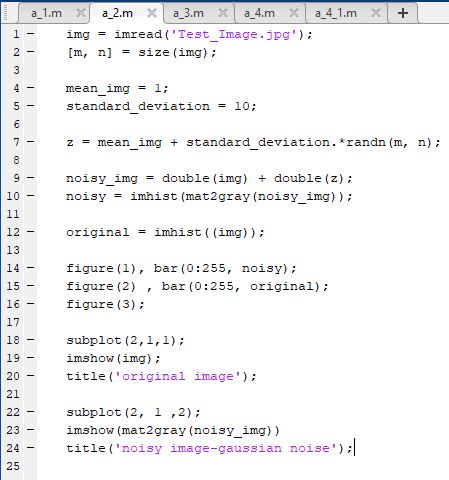 a_1.m a_2.m a_3.m a_4.m a_4_1.m +
1 - img = imread('Test_Image.jpg');
2 - [m, n] = size(img);
3
4 - mean_img = 1;
5 - standard_deviation = 10;
6
7 - z = mean_img + standard_deviation.*randn(m, n);
8
9 - noisy_img = double(img) + double(z);
10 - noisy = imhist(mat2gray(noisy_img));
11
12 - original = imhist((img));
13
14 - figure(1), bar(0:255, noisy);
15 - figure(2) , bar(0:255, original);
16 - figure(3);
17
18 - subplot(2,1,1);
19 - imshow(img);
20 - title('original image');
21
22 - subplot(2, 1 ,2);
23 - imshow(mat2gray(noisy_img))
24 - title('noisy image-gaussian noise');
25